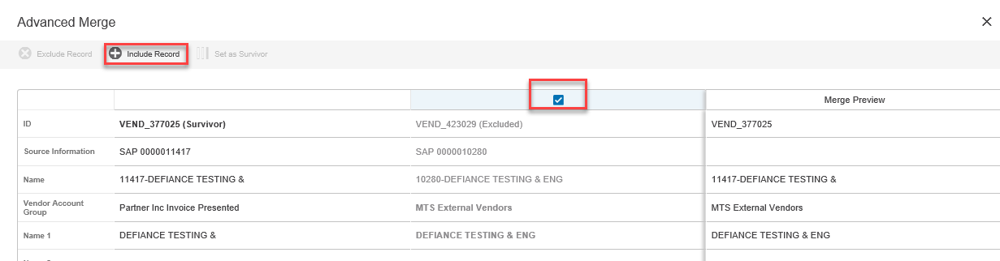 Advanced Merge
Exclude Record Include Record Set as Survivor
Merge Preview
ID VEND_377025 (Survivor) VEND_423029 (Excluded) VEND_377025
Source Information SAP 0000011417 SAP 0000010280
Name 11417-DEFIANCE TESTING & 10280-DEFIANCE TESTING & ENG 11417-DEFIANCE TESTING &
Vendor Account Group Partner Inc Invoice Presented MTS External Vendors MTS External Vendors
Name 1 DEFIANCE TESTING & DEFIANCE TESTING & ENG DEFIANCE TESTING & ENG